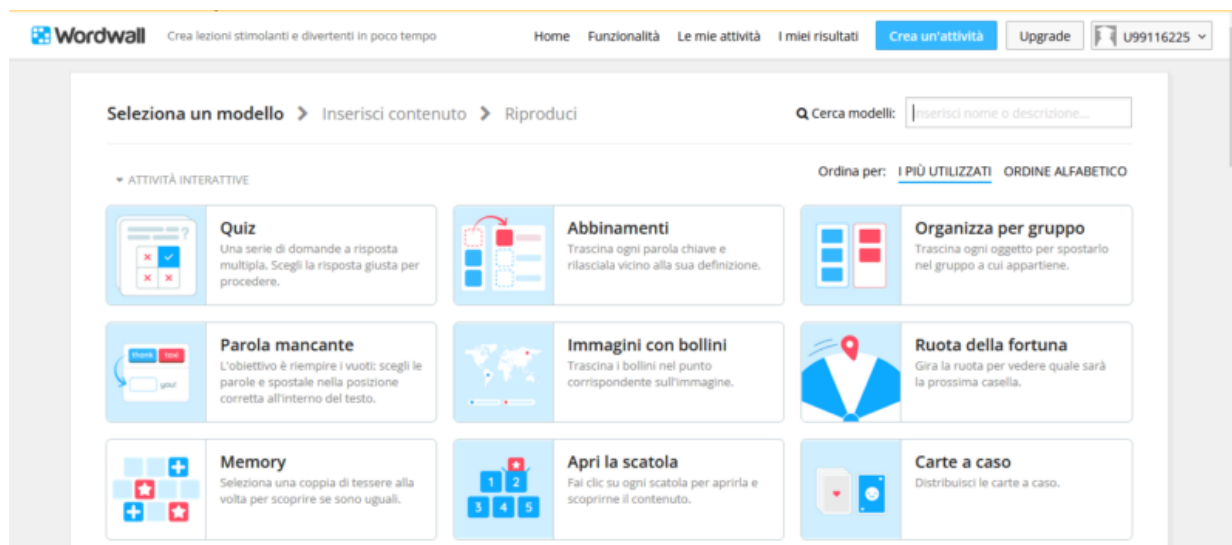 Wordwall Crea lezioni stimolanti e divertenti in poco tempo Home Funzionalità Le mie attività I miei risultati Crea un'attività Upgrade U99116225
Seleziona un modello Inserisci contenuto Riproduci Cerca modelli: Inserisci nome o descrizione...
ATTIVITÀ INTERATTIVE Ordina per: I PIÙ UTILIZZATI ORDINE ALFABETICO
Quiz
Una serie di domande a risposta
multipla. Scegli la risposta giusta per
procedere.
Abbinamenti
Trascina ogni parola chiave e
rilasciala vicino alla sua definizione.
Organizza per gruppo
Trascina ogni oggetto per spostarlo
nel gruppo a cui appartiene.
thank taxi
you!
Parola mancante
L'obiettivo è riempire i vuoti: scegli le
parole e spostale nella posizione
corretta all'interno del testo.
Immagini con bollini
Trascina i bollini nel punto
corrispondente sull'immagine.
Ruota della fortuna
Gira la ruota per vedere quale sarà
la prossima casella.
Memory
Seleziona una coppia di tessere alla
volta per scoprire se sono uguali.
1 2
3 4 5
Apri la scatola
Fai clic su ogni scatola per aprirla e
scoprirne il contenuto.
Carte a caso
Distribuisci le carte a caso.